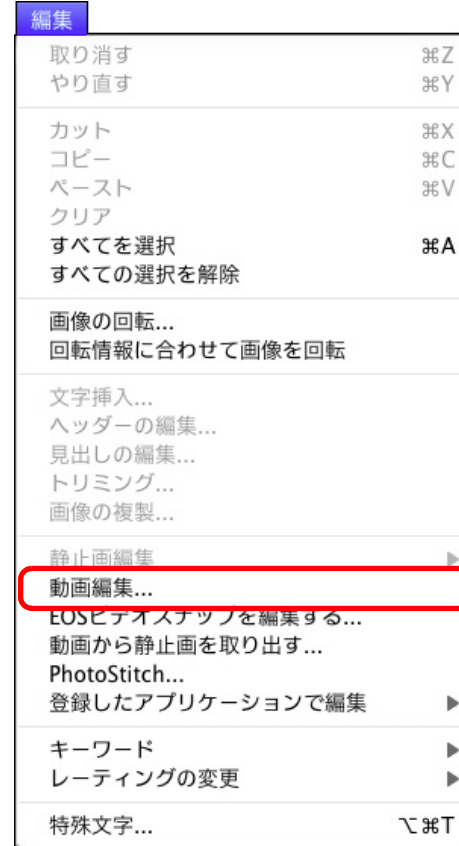 編集
取り消す ⌘Z
やり直す ⌘Y
カット ⌘X
コピー ⌘C
ペースト ⌘V
クリア
すべてを選択 ⌘A
すべての選択を解除
画像の回転...
回転情報に合わせて画像を回転
文字挿入...
ヘッダーの編集...
見出しの編集...
トリミング...
画像の複製...
静止画編集
動画編集...
EOSビデオスナップを編集する...
動画から静止画を取り出す...
PhotoStitch...
登録したアプリケーションで編集
キーワード
レーティングの変更
特殊文字... ⌥⌘T